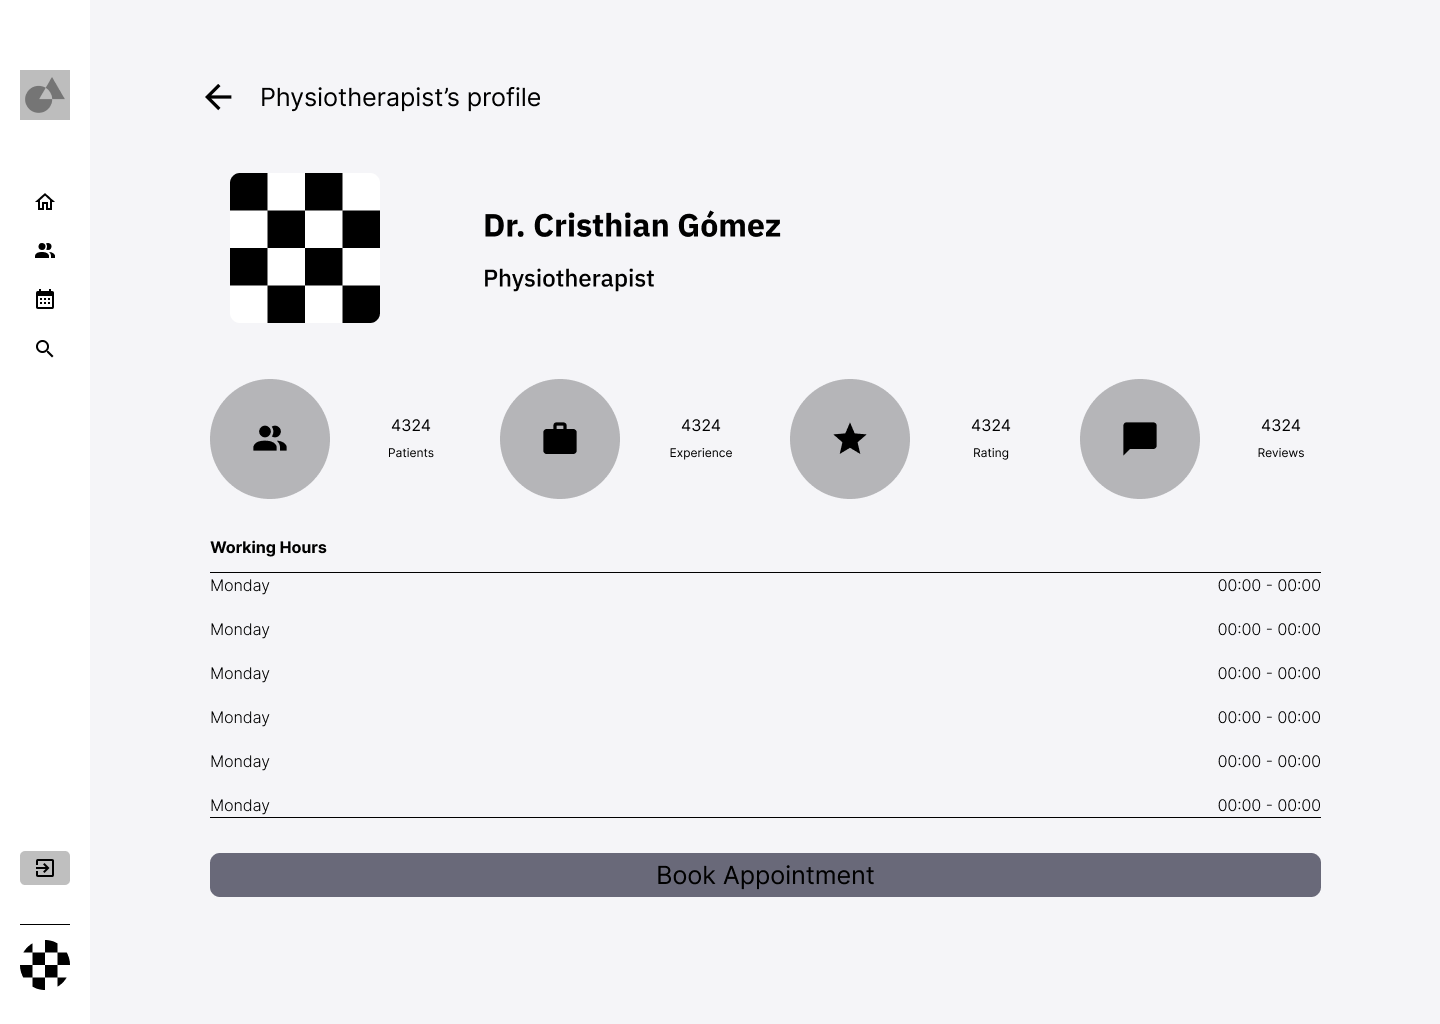 Physiotherapist’s profile
Dr. Cristhian Gómez
Physiotherapist
4324
Patients
4324
Experience
4324
Rating
4324
Reviews
Working Hours
Monday 00:00 - 00:00
Monday 00:00 - 00:00
Monday 00:00 - 00:00
Monday 00:00 - 00:00
Monday 00:00 - 00:00
Monday 00:00 - 00:00
Book Appointment